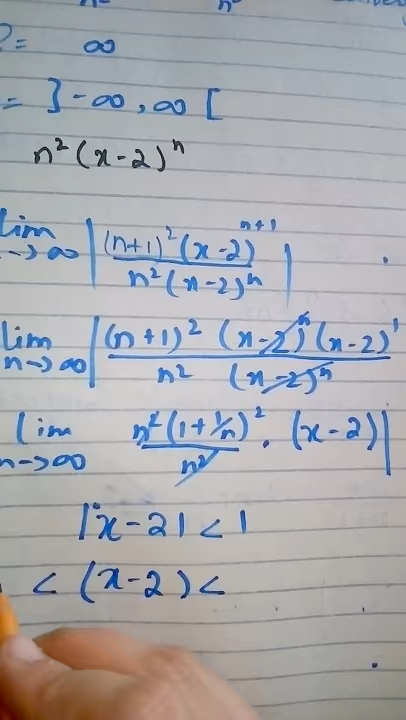 = ∞
= ]-∞, ∞[
n²(x-2)ⁿ
lim n→∞ |(n+1)²(x-2)ⁿ⁺¹ / n²(x-2)ⁿ|
lim n→∞ |(n+1)² (x-2)ⁿ (x-2)¹ / n² (x-2)ⁿ
lim n→∞ n²(1+1/n)² / n² . (x-2)|
|x-2| < 1
< (x-2) <